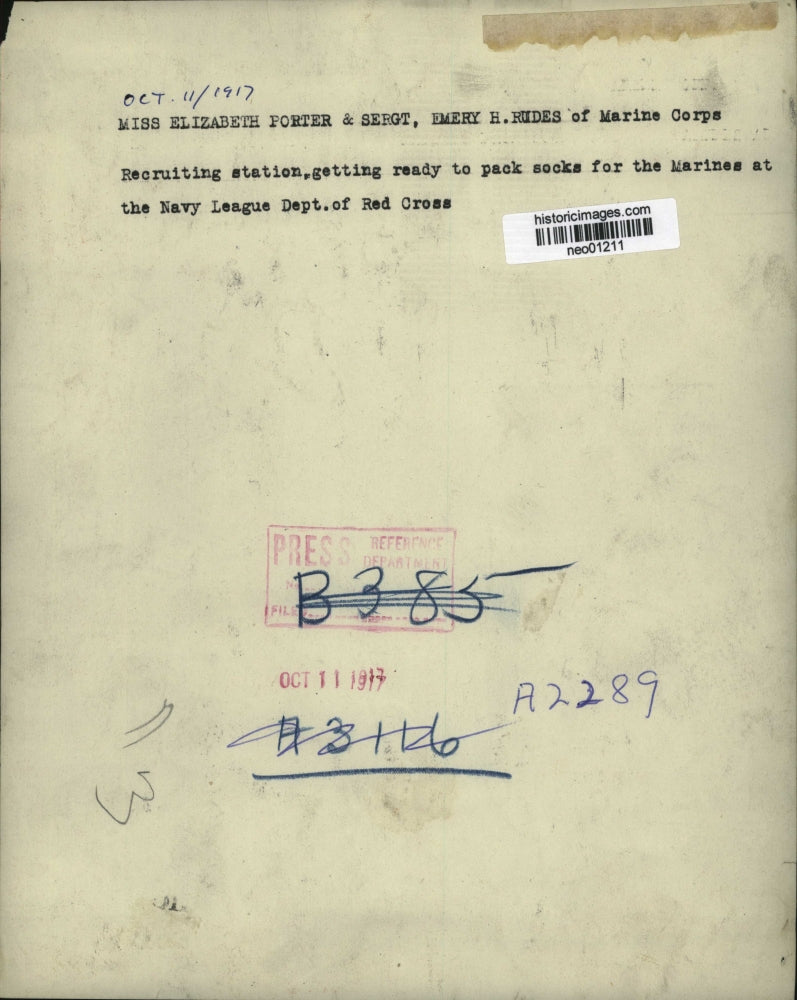 OCT. 11/1917
MISS ELIZABETH PORTER & SERGT, EMERY H.RUDES of Marine Corps
Recruiting station,getting ready to pack socks for the Marines at
the Navy League Dept.of Red Cross
historicimages.com
neo01211
PRESS REFERENCE
DEPARTMENT
B 385
FILE
OCT 11 1917
A2289
3